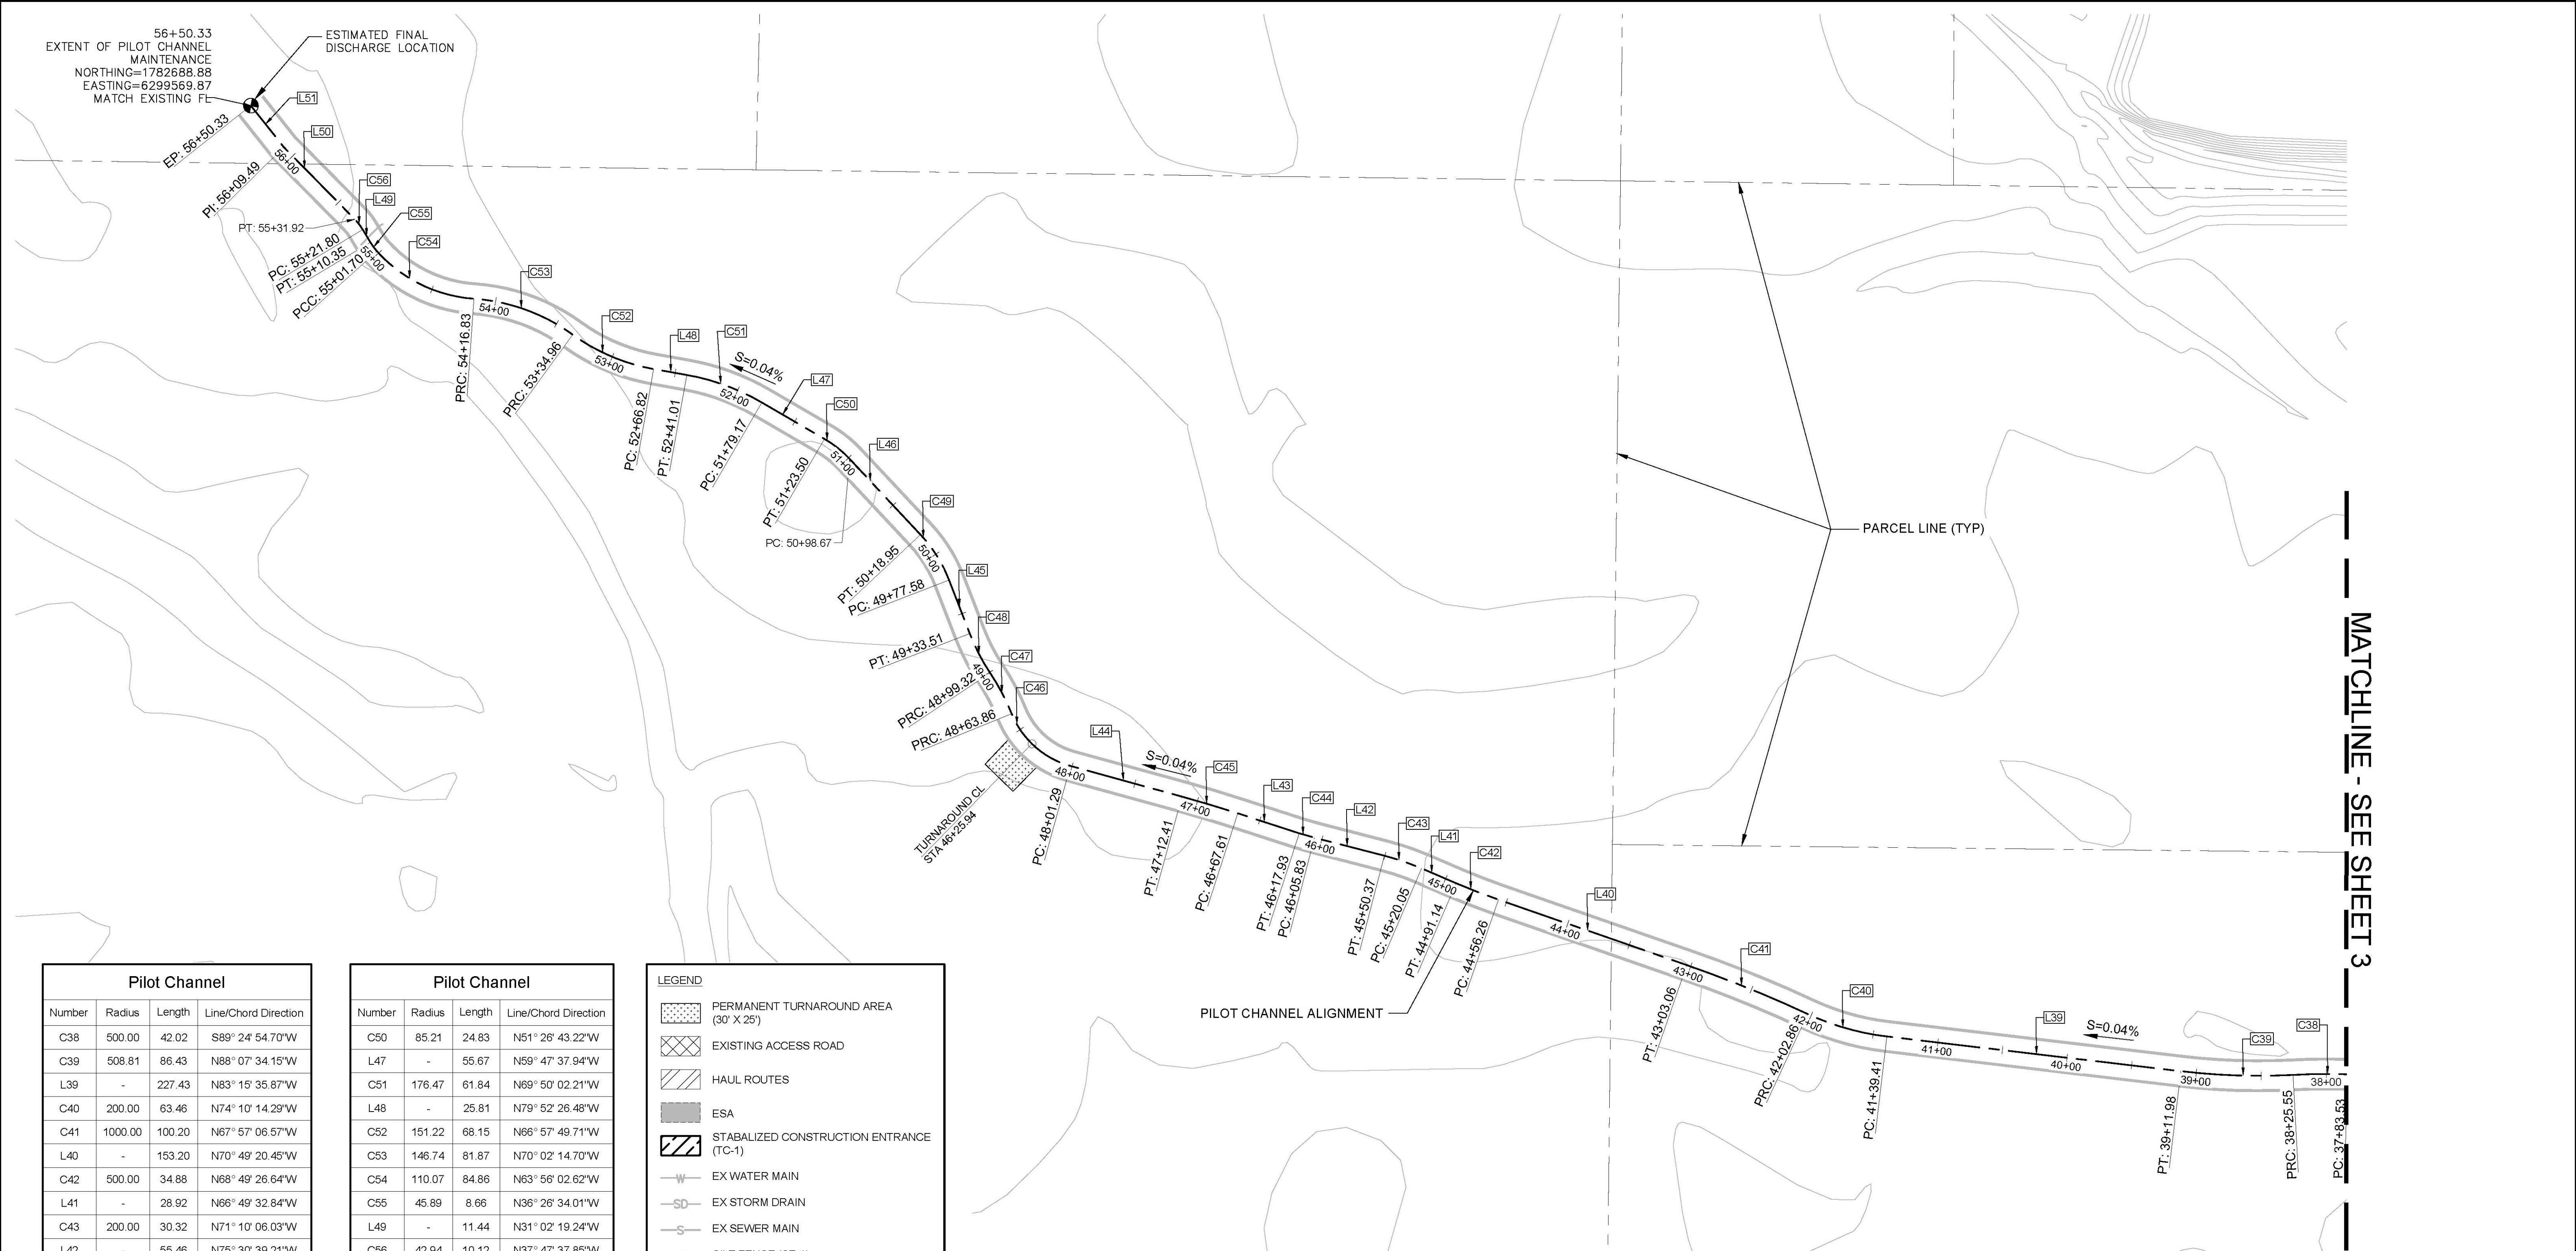 56+50.33
EXTENT OF PILOT CHANNEL
MAINTENANCE
NORTHING=1782688.88
EASTING=6299569.87
MATCH EXISTING FL
ESTIMATED FINAL
DISCHARGE LOCATION
L51
L50
EP: 56+50.33
56+00
PI: 56+09.49
C56
L49
C55
PT: 55+31.92
C54
PC: 55+21.80
PT: 55+10.35
PCC: 55+01.70
55+00
C53
54+00
PRC: 54+16.83
C52
PRC: 53+34.96
53+00
L48
C51
S=0.04%
PC: 52+66.82
PT: 52+41.01
52+00
L47
PC: 51+79.17
C50
PT: 51+23.50
51+00
L46
PC: 50+98.67
C49
PT: 50+18.95
50+00
PC: 49+77.58
L45
C48
PT: 49+33.51
C47
49+00
PRC: 48+99.32
C46
PRC: 48+63.86
L44
48+00
S=0.04%
C45
TURNAROUND CL
STA 46+25.94
PC: 48+01.29
47+00
PT: 47+12.41
L43
C44
L42
PC: 46+67.61
46+00
PT: 46+17.93
PC: 46+05.83
C43
L41
C42
PT: 45+50.37
PC: 45+20.05
45+00
PT: 44+91.14
PC: 44+56.26
PILOT CHANNEL ALIGNMENT
PARCEL LINE (TYP)
L40
44+00
43+00
C41
PT: 43+03.06
C40
42+00
PRC: 42+02.86
PC: 41+39.41
41+00
L39
40+00
S=0.04%
39+00
PT: 39+11.98
C39
C38
PRC: 38+25.55
38+00
PC: 37+83.53
MATCHLINE - SEE SHEET 3
Pilot Channel
Number Radius Length Line/Chord Direction
C38 500.00 42.02 S89° 24' 54.70"W
C39 508.81 86.43 N88° 07' 34.15"W
L39 - 227.43 N83° 15' 35.87"W
C40 200.00 63.46 N74° 10' 14.29"W
C41 1000.00 100.20 N67° 57' 06.57"W
L40 - 153.20 N70° 49' 20.45"W
C42 500.00 34.88 N68° 49' 26.64"W
L41 - 28.92 N66° 49' 32.84"W
C43 200.00 30.32 N71° 10' 06.03"W
L42 - 55.46 N75° 30' 39.21"W
Pilot Channel
Number Radius Length Line/Chord Direction
C50 85.21 24.83 N51° 26' 43.22"W
L47 - 55.67 N59° 47' 37.94"W
C51 176.47 61.84 N69° 50' 02.21"W
L48 - 25.81 N79° 52' 26.48"W
C52 151.22 68.15 N66° 57' 49.71"W
C53 146.74 81.87 N70° 02' 14.70"W
C54 110.07 84.86 N63° 56' 02.62"W
C55 45.89 8.66 N36° 26' 34.01"W
L49 - 11.44 N31° 02' 19.24"W
C56 42.94 10.12 N37° 47' 37.85"W
LEGEND
PERMANENT TURNAROUND AREA
(30' X 25')
EXISTING ACCESS ROAD
HAUL ROUTES
ESA
STABALIZED CONSTRUCTION ENTRANCE
(TC-1)
W EX WATER MAIN
SD EX STORM DRAIN
S EX SEWER MAIN